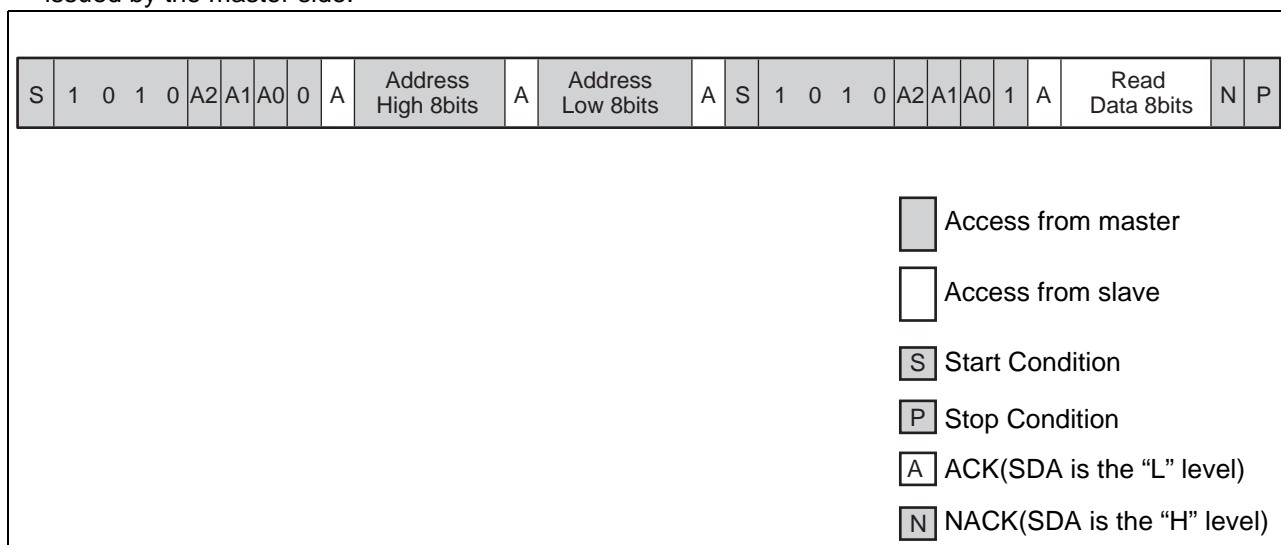 issued by the master side.
S 1 0 1 0 A2 A1 A0 0 A Address High 8bits A Address Low 8bits A S 1 0 1 0 A2 A1 A0 1 A Read Data 8bits N P
Access from master
Access from slave
S Start Condition
P Stop Condition
A ACK(SDA is the “L” level)
N NACK(SDA is the “H” level)